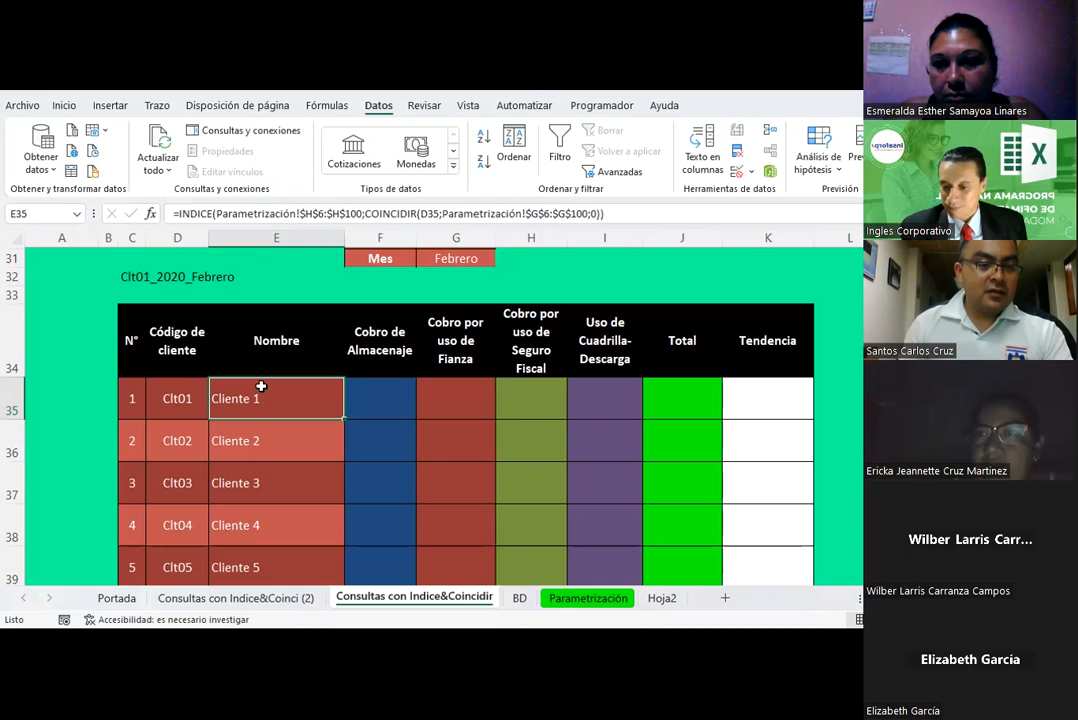 Archivo Inicio Insertar Trazo Disposición de página Fórmulas Datos Revisar Vista Automatizar Programador Ayuda
Obtener datos
Actualizar todo
Consultas y conexiones
Propiedades
Editar vínculos
Cotizaciones
Monedas
Ordenar
Filtro
Borrar
Volver a aplicar
Avanzadas
Texto en columnas
Análisis de hipótesis
Obtener y transformar datos
Consultas y conexiones
Tipos de datos
Ordenar y filtrar
Herramientas de datos
Previsión
E35
fx
=INDICE(Parametrización!$H$6:$H$100;COINCIDIR(D35;Parametrización!$G$6:$G$100;0))
A B C D E F G H I J K L
31 Mes Febrero
32 Clt01_2020_Febrero
33
N° Código de cliente Nombre Cobro de Almacenaje Cobro por uso de Fianza Cobro por uso de Seguro Fiscal Uso de Cuadrilla-Descarga Total Tendencia
34
1 Clt01 Cliente 1
35
2 Clt02 Cliente 2
36
3 Clt03 Cliente 3
37
4 Clt04 Cliente 4
38
5 Clt05 Cliente 5
39
Portada Consultas con Indice&Coinci (2) Consultas con Indice&Coincidir BD Parametrización Hoja2
Listo Accesibilidad: es necesario investigar
Esmeralda Esther Samayoa Linares
Ingles Corporativo
Santos Carlos Cruz
Ericka Jeannette Cruz Martinez
Wilber Larris Carr...
Wilber Larris Carranza Campos
Elizabeth García
Elizabeth García